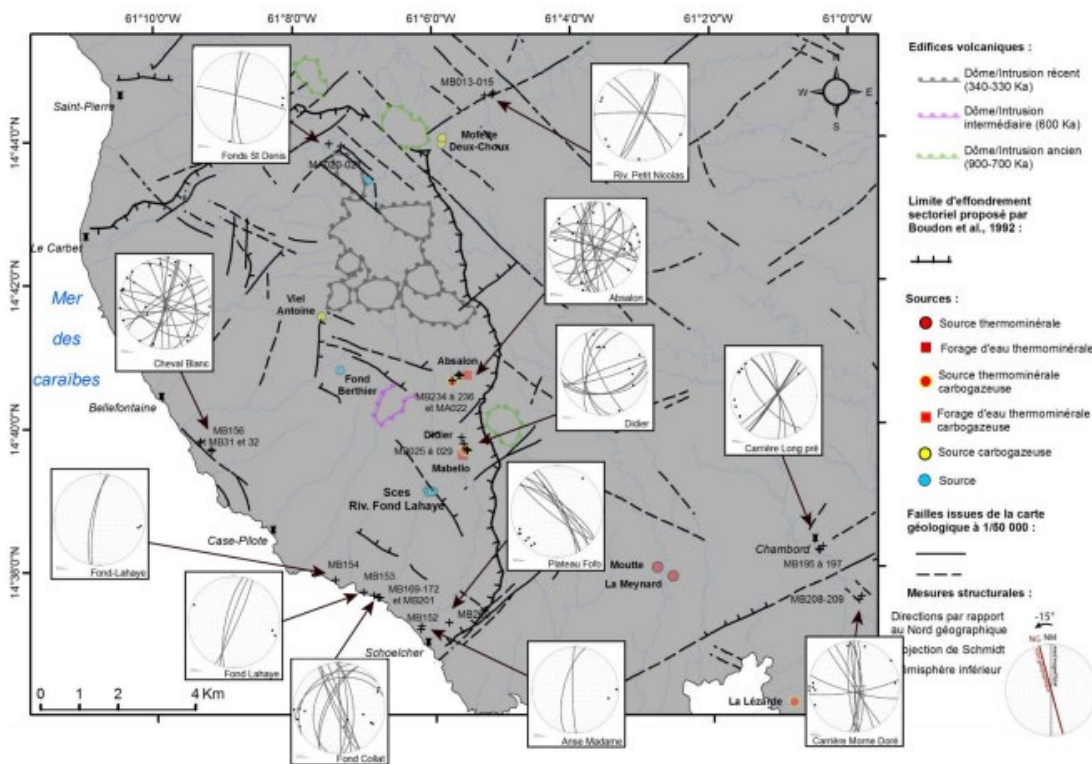 61°10'0"W
61°8'0"W
61°6'0"W
61°4'0"W
61°2'0"W
61°0'0"W
14°44'0"N
14°42'0"N
14°40'0"N
14°38'0"N
Saint-Pierre
Fonds St Denis
MB013-015
Riv. Petit Nicolas
Deux-Choux
N
W
E
S
Le Carbet
Absalon
Mer
des
caraïbes
Cheval Blanc
Viel
Antoine
Absalon
Fond
Berthier
MB234 à 236
et MA022
Didier
Bellefontaine
MB156
MB31 et 32
Didier
Mabello
Carrière Long pré
Sces
Riv. Fond Lahaye
Plateau Fofo
Fond-Lahaye
Case-Pilote
MB154
MB153
MB169-172
et MB201
MB152
Moutte
La Meynard
Chambord
MB195 à 197
MB208-209
Fond Lahaye
Schoelcher
Fond Collat
Anse Madame
La Lézarde
Carrière Morne Doré
0
1
2
4 Km
Edifices volcaniques :
Dôme/Intrusion récent
(340-330 Ka)
Dôme/Intrusion
intermédiaire (600 Ka)
Dôme/Intrusion ancien
(900-700 Ka)
Limite d'effondrement
sectoriel proposé par
Boudon et al., 1992 :
Sources :
Source thermominérale
Forage d'eau thermominérale
Source thermominérale
carbogazeuse
Forage d'eau thermominérale
carbogazeuse
Source carbogazeuse
Source
Failles issues de la carte
géologique à 1/50 000 :
Mesures structurales :
Directions par rapport
au Nord géographique
rojection de Schmidt
émisphère inférieur
-15°
NG
NM